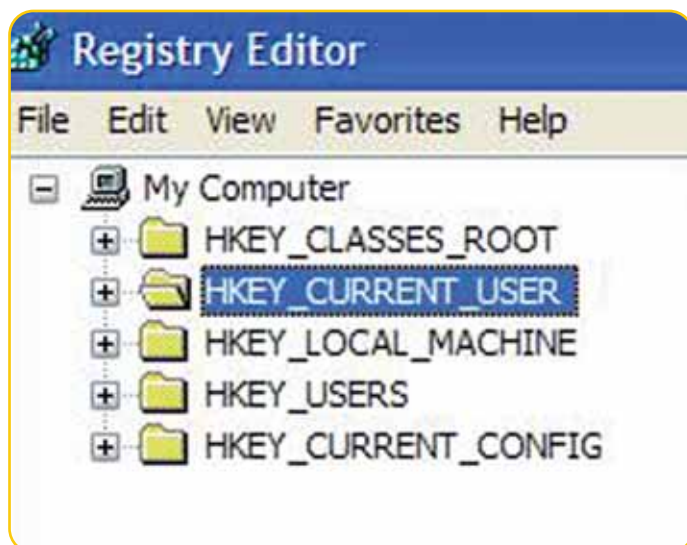 Registry Editor
File Edit View Favorites Help
My Computer
HKEY_CLASSES_ROOT
HKEY_CURRENT_USER
HKEY_LOCAL_MACHINE
HKEY_USERS
HKEY_CURRENT_CONFIG